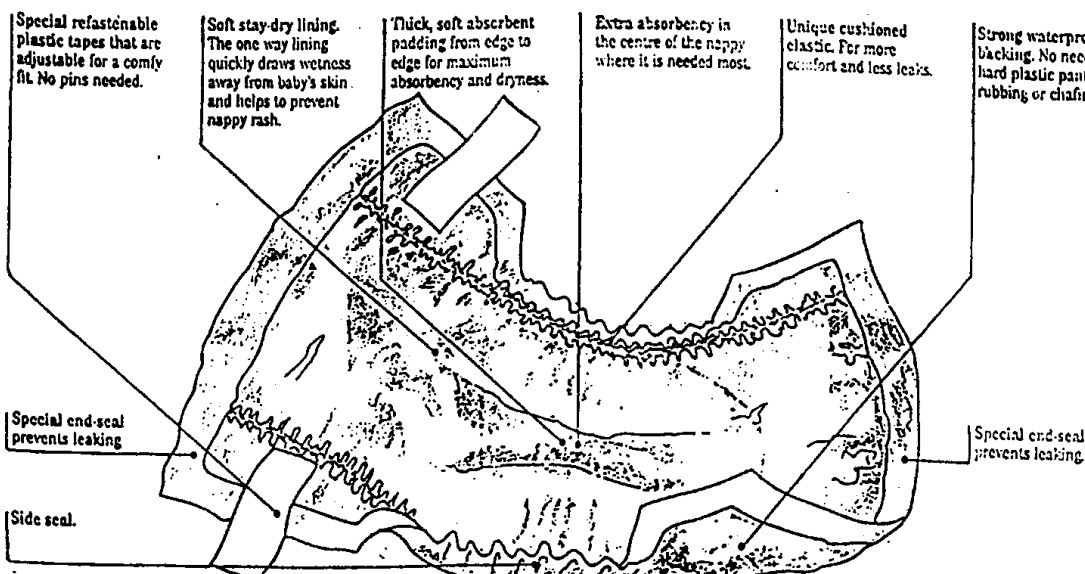 Special refastenable
plastic tapes that are
adjustable for a comfy
fit. No pins needed.
Soft stay-dry lining.
The one way lining
quickly draws wetness
away from baby's skin
and helps to prevent
nappy rash.
Thick, soft absorbent
padding from edge to
edge for maximum
absorbency and dryness.
Extra absorbency in
the centre of the nappy
where it is needed most.
Unique cushioned
elastic. For more
comfort and less leaks.
Strong waterpro
backing. No nee
hard plastic pan
rubbing or chafin
Special end-seal
prevents leaking
Special end-seal
prevents leaking.
Side seal.